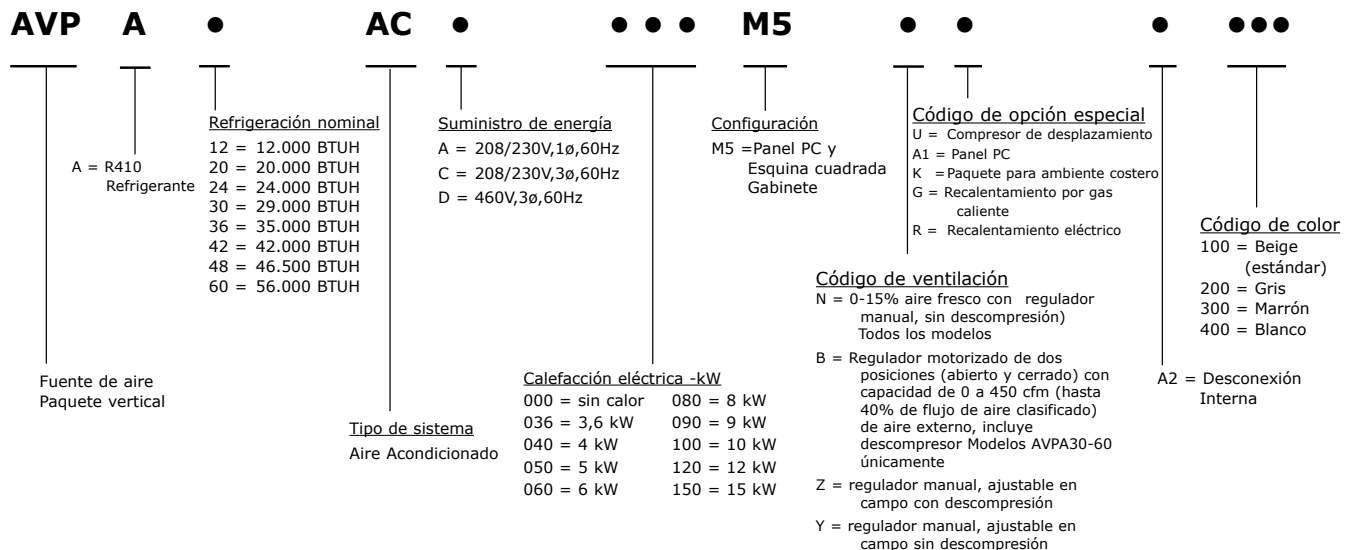 AVP A ● AC ● ● ● ● M5 ● ● ● ●●●
A = R410
Refrigerante
Refrigeración nominal
12 = 12.000 BTUH
20 = 20.000 BTUH
24 = 24.000 BTUH
30 = 29.000 BTUH
36 = 35.000 BTUH
42 = 42.000 BTUH
48 = 46.500 BTUH
60 = 56.000 BTUH
Suministro de energía
A = 208/230V,1ø,60Hz
C = 208/230V,3ø,60Hz
D = 460V,3ø,60Hz
Configuración
M5 =Panel PC y
Esquina cuadrada
Gabinete
Código de opción especial
U = Compresor de desplazamiento
A1 = Panel PC
K =Paquete para ambiente costero
G = Recalentamiento por gas
caliente
R = Recalentamiento eléctrico
Código de color
100 = Beige
(estándar)
200 = Gris
300 = Marrón
400 = Blanco
Código de ventilación
N = 0-15% aire fresco con regulador
manual, sin descompresión)
Todos los modelos
B = Regulador motorizado de dos
posiciones (abierto y cerrado) con
capacidad de 0 a 450 cfm (hasta
40% de flujo de aire clasificado)
de aire externo, incluye
descompresor Modelos AVPA30-60
únicamente
Z = regulador manual, ajustable en
campo con descompresión
Y = regulador manual, ajustable en
campo sin descompresión
Fuente de aire
Paquete vertical
Tipo de sistema
Aire Acondicionado
Calefacción eléctrica -kW
000 = sin calor 080 = 8 kW
036 = 3,6 kW 090 = 9 kW
040 = 4 kW 100 = 10 kW
050 = 5 kW 120 = 12 kW
060 = 6 kW 150 = 15 kW
A2 = Desconexión
Interna